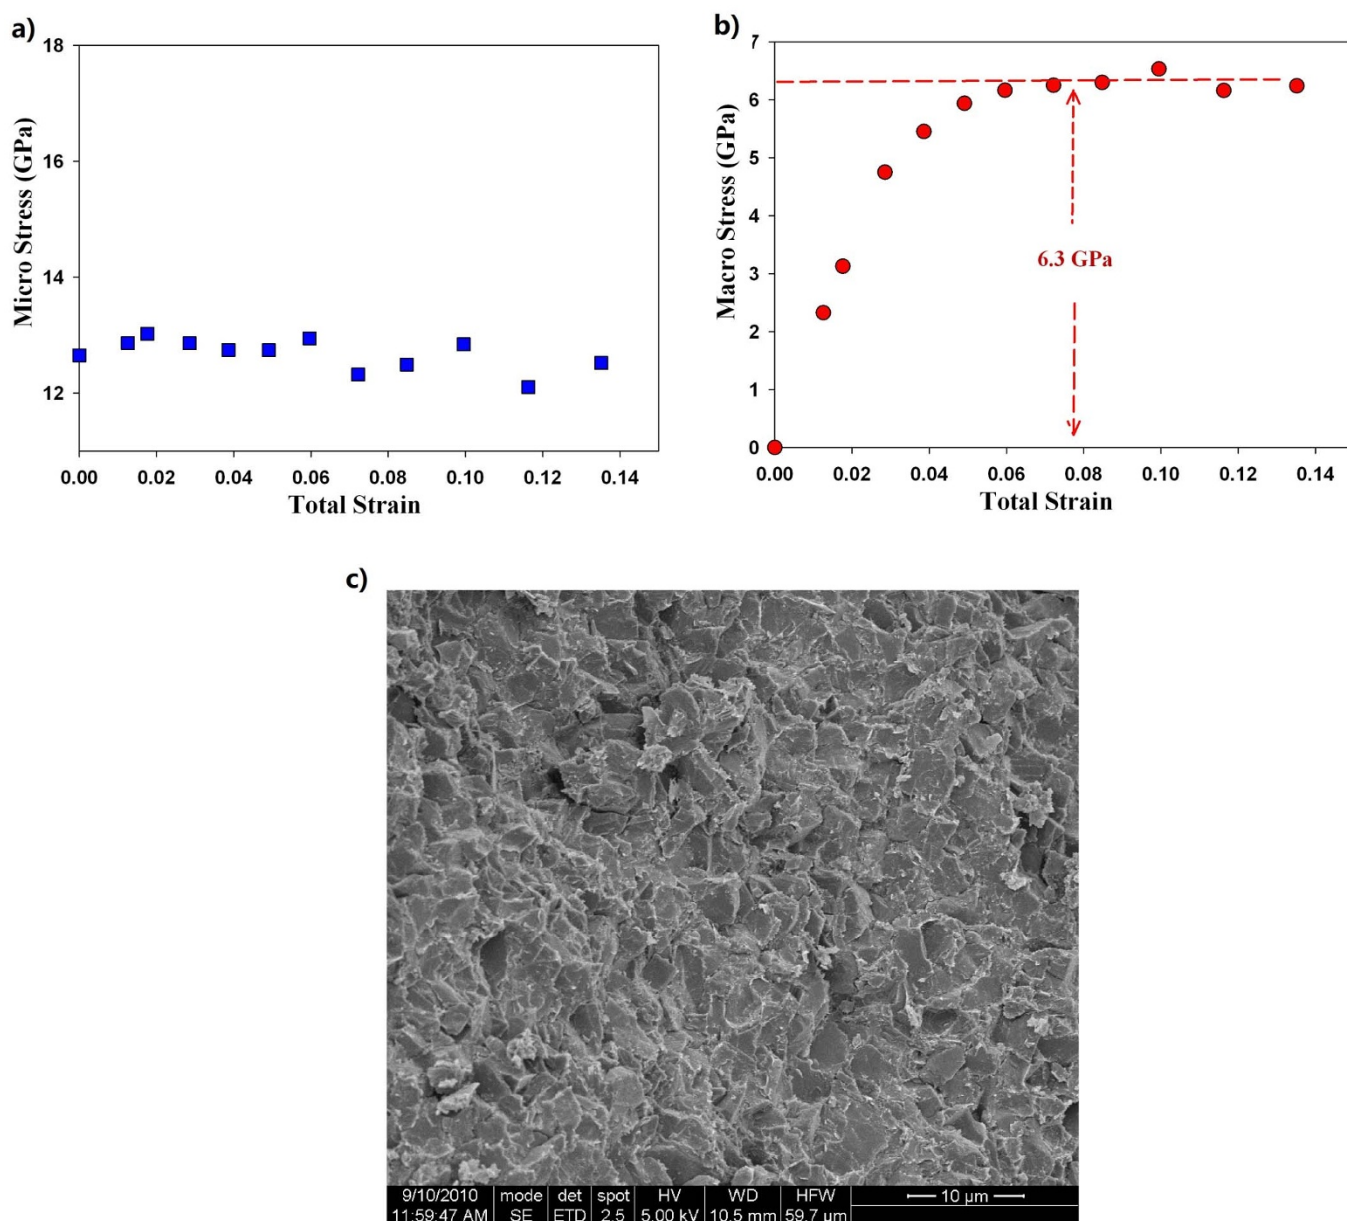 a)
18
16
14
12
Micro Stress (GPa)
0.00 0.02 0.04 0.06 0.08 0.10 0.12 0.14
Total Strain
b)
7
6
5
4
3
2
1
0
Macro Stress (GPa)
6.3 GPa
0.00 0.02 0.04 0.06 0.08 0.10 0.12 0.14
Total Strain
c)
9/10/2010 mode det spot HV WD HFW 10 µm
11:59:47 AM SE ETD 2.5 5.00 kV 10.5 mm 59.7 µm